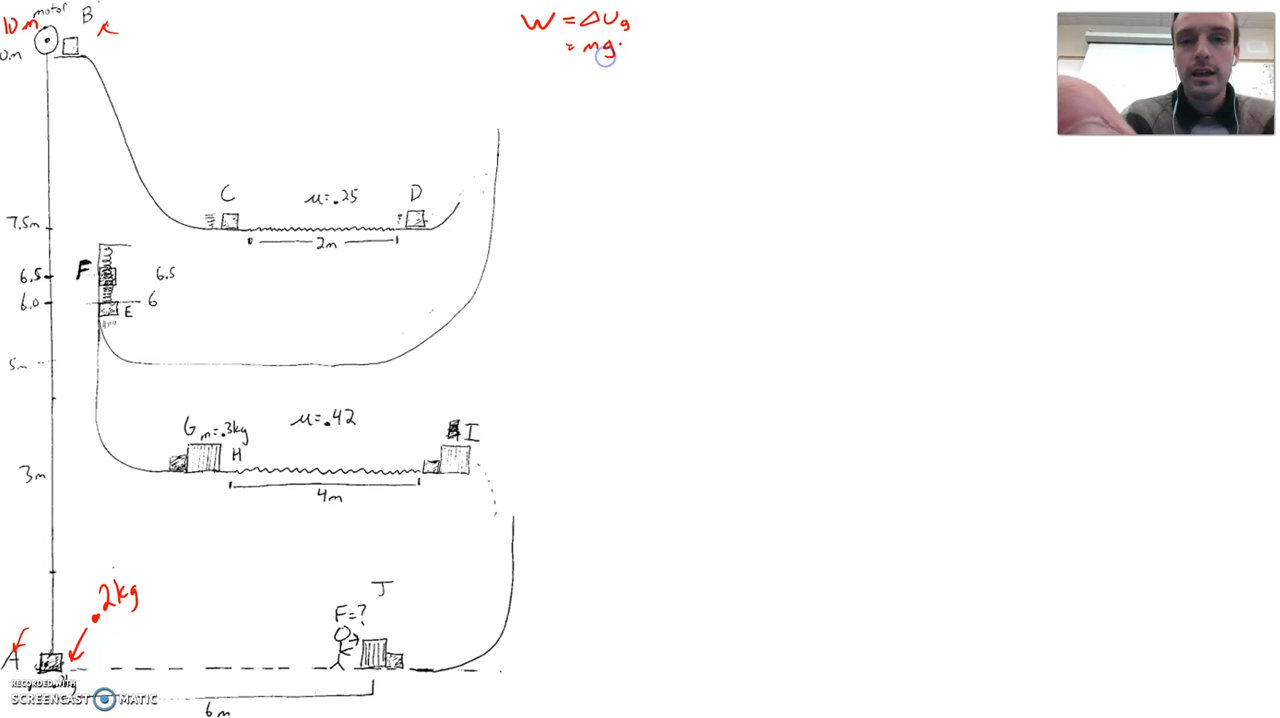 motor
10 m
B
W = ΔUg
= mg
C
μ=.25
D
7.5m
2m
F
6.5
6.5
6.0
6
E
5m
G m=.3kg
μ=.42
I
H
3m
4m
.2kg
J
F=?
A
RECORDED WITH
SCREENCAST MATIC
6m